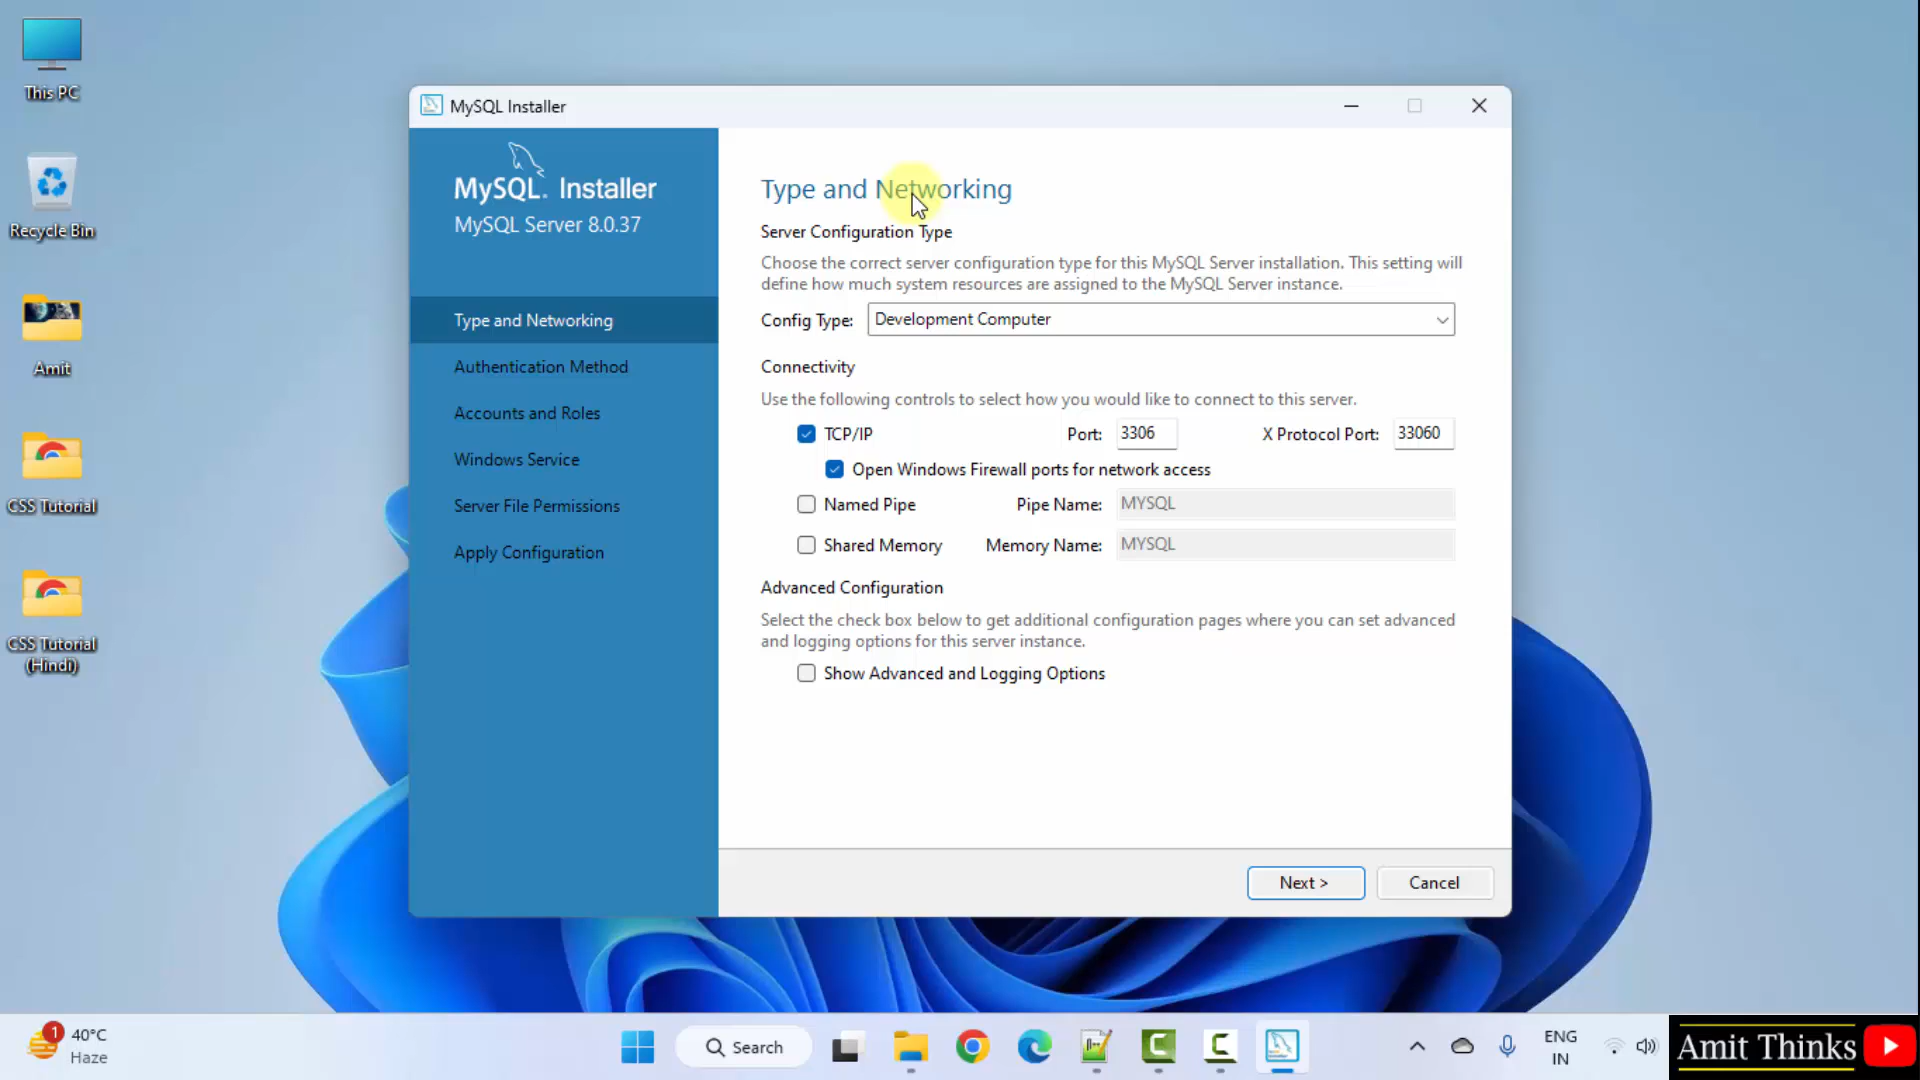 This PC
Recycle Bin
Amit
CSS Tutorial
CSS Tutorial
(Hindi)
MySQL Installer
MySQL. Installer
MySQL Server 8.0.37
Type and Networking
Authentication Method
Accounts and Roles
Windows Service
Server File Permissions
Apply Configuration
Type and Networking
Server Configuration Type
Choose the correct server configuration type for this MySQL Server installation. This setting will
define how much system resources are assigned to the MySQL Server instance.
Config Type: Development Computer
Connectivity
Use the following controls to select how you would like to connect to this server.
TCP/IP Port: 3306 X Protocol Port: 33060
Open Windows Firewall ports for network access
Named Pipe Pipe Name: MYSQL
Shared Memory Memory Name: MYSQL
Advanced Configuration
Select the check box below to get additional configuration pages where you can set advanced
and logging options for this server instance.
Show Advanced and Logging Options
Next > Cancel
1
40°C
Haze
Search
ENG
IN
Amit Thinks